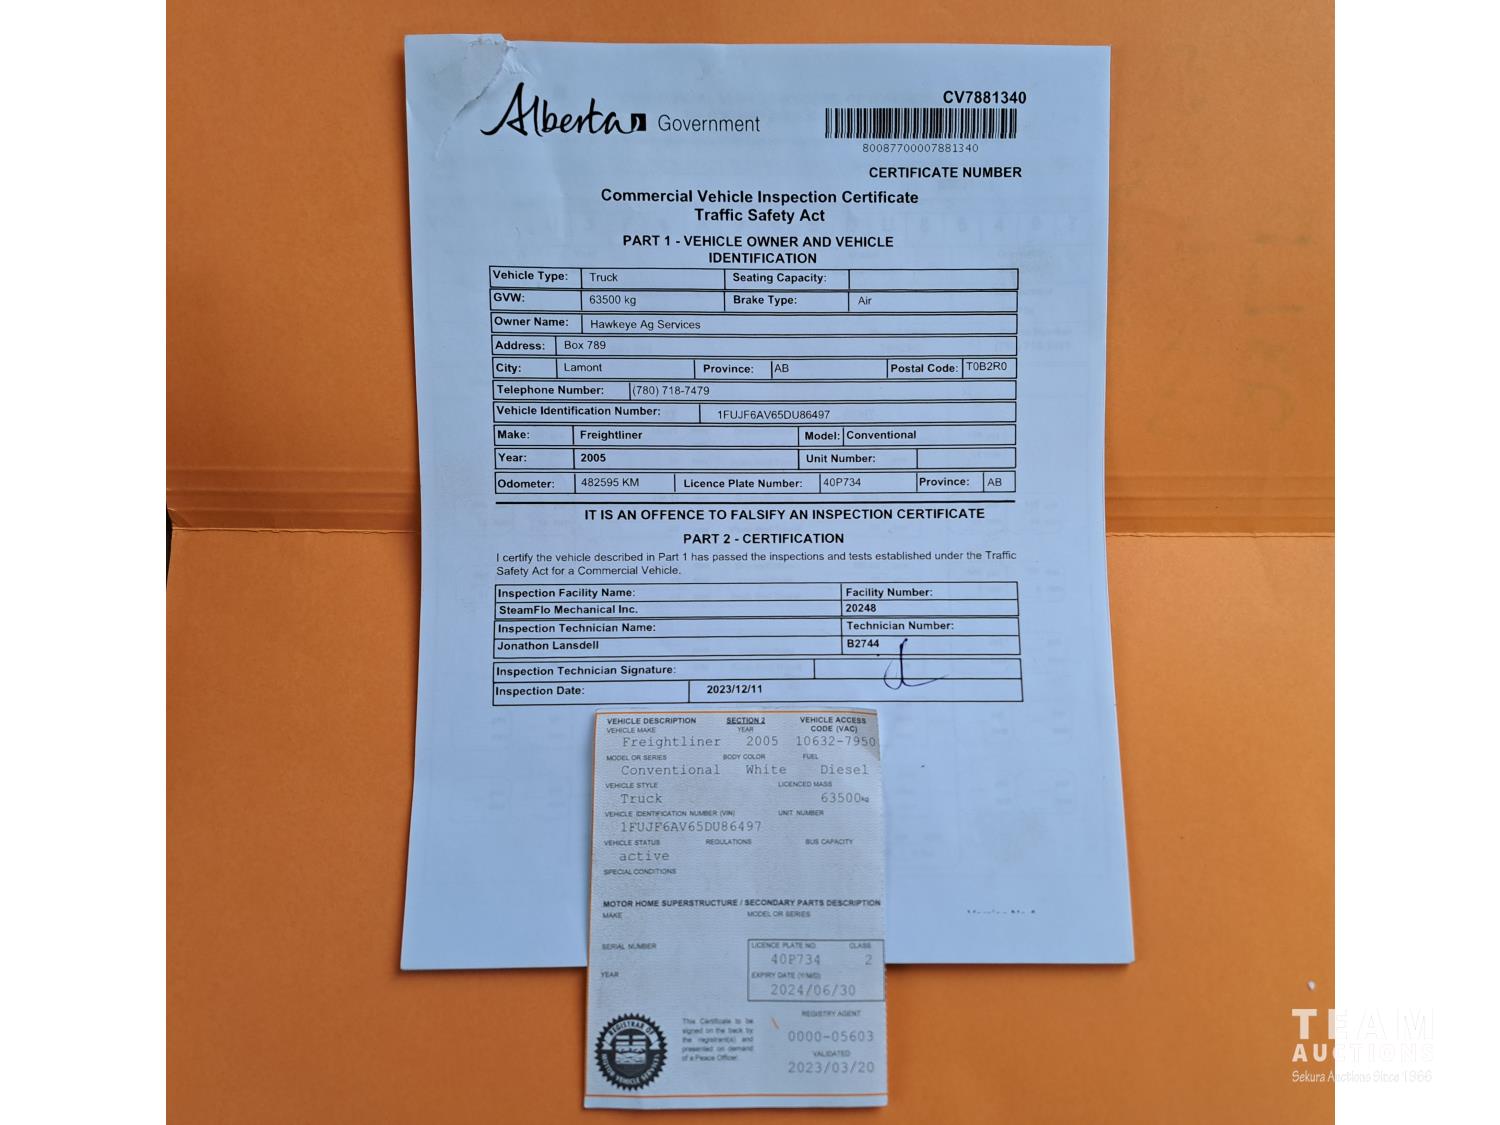 Alberta Government
CV7881340
80087700007881340
CERTIFICATE NUMBER
Commercial Vehicle Inspection Certificate
Traffic Safety Act
PART 1 - VEHICLE OWNER AND VEHICLE
IDENTIFICATION
Vehicle Type: Truck Seating Capacity:
GVW: 63500 kg Brake Type: Air
Owner Name: Hawkeye Ag Services
Address: Box 789
City: Lamont Province: AB Postal Code: T0B2R0
Telephone Number: (780) 718-7479
Vehicle Identification Number: 1FUJF6AV65DU86497
Make: Freightliner Model: Conventional
Year: 2005 Unit Number:
Odometer: 482595 KM Licence Plate Number: 40P734 Province: AB
IT IS AN OFFENCE TO FALSIFY AN INSPECTION CERTIFICATE
PART 2 - CERTIFICATION
I certify the vehicle described in Part 1 has passed the inspections and tests established under the Traffic
Safety Act for a Commercial Vehicle.
Inspection Facility Name: Facility Number:
SteamFlo Mechanical Inc. 20248
Inspection Technician Name: Technician Number:
Jonathon Lansdell B2744
Inspection Technician Signature:
Inspection Date: 2023/12/11
VEHICLE DESCRIPTION SECTION 2 VEHICLE ACCESS
VEHICLE MAKE YEAR CODE (VAC)
Freightliner 2005 10632-7950
MODEL OR SERIES BODY COLOR FUEL
Conventional White Diesel
VEHICLE STYLE LICENCED MASS
Truck 63500kg
VEHICLE IDENTIFICATION NUMBER (VIN) UNIT NUMBER
1FUJF6AV65DU86497
VEHICLE STATUS REGULATIONS BUS CAPACITY
active
SPECIAL CONDITIONS
MOTOR HOME SUPERSTRUCTURE / SECONDARY PARTS DESCRIPTION
MAKE MODEL OR SERIES
SERIAL NUMBER LICENCE PLATE NO. CLASS
40P734 2
YEAR EXPIRY DATE (Y/M/D)
2024/06/30
REGISTRY AGENT
0000-05603
VALIDATED
2023/03/20
This Certificate to be
signed on the back by
the registrant(s) and
presented on demand
of a Peace Officer.
REGISTRAR OF
MOTOR VEHICLE SERVICES
TEAM
AUCTIONS
Sekura Auctions Since 1966